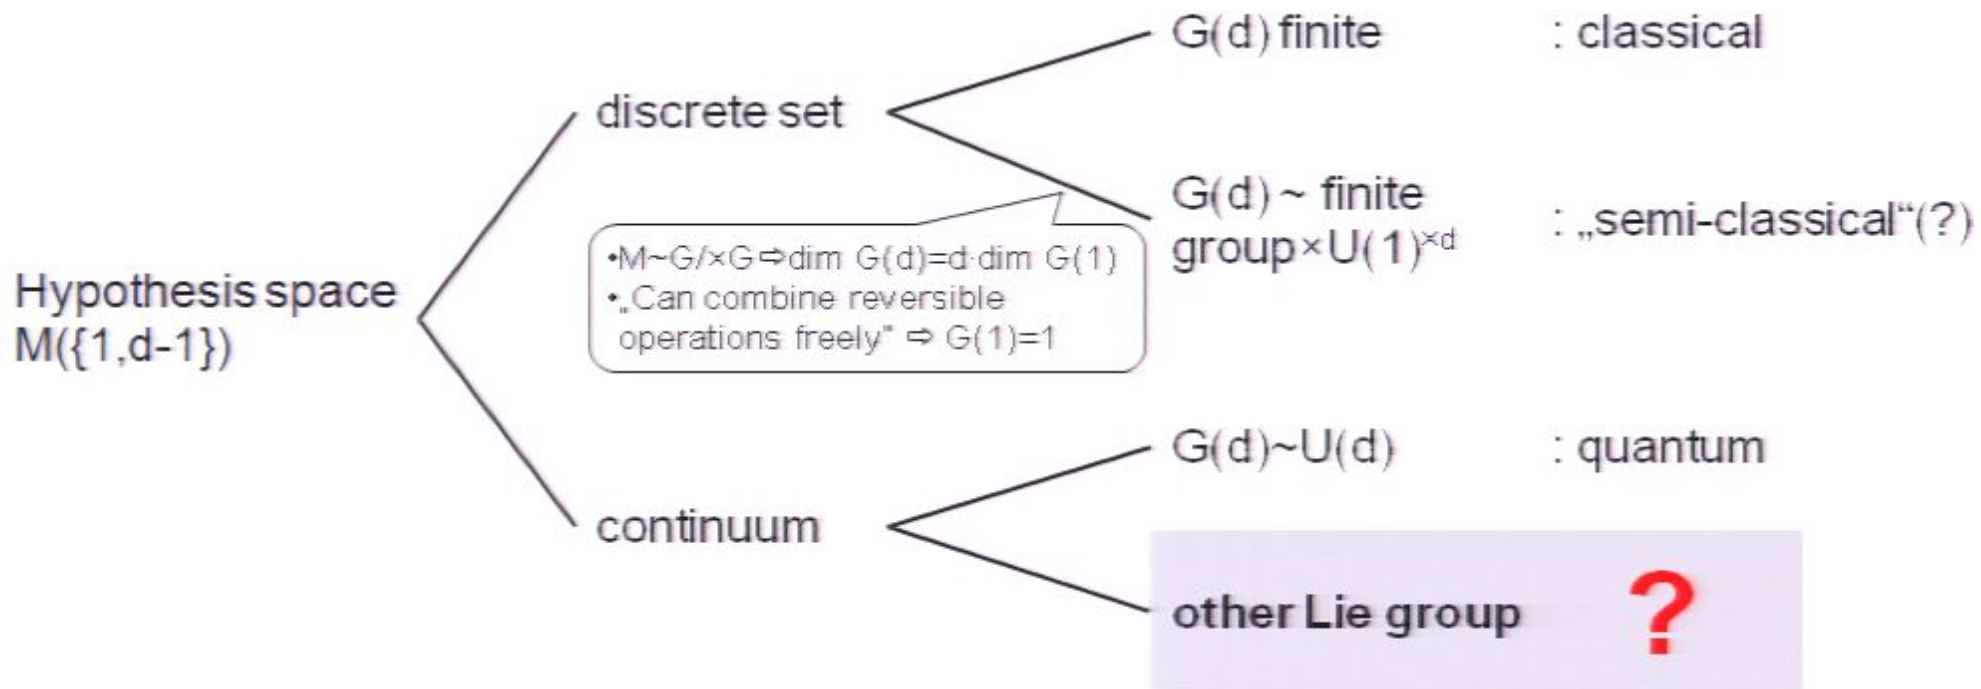 G(d) finite : classical
discrete set
G(d) ~ finite
group×U(1)^×d : „semi-classical“(?)
•M~G/×G⇨dim G(d)=d·dim G(1)
•„Can combine reversible
operations freely“ ⇨ G(1)=1
Hypothesis space
M({1,d-1})
G(d)~U(d) : quantum
continuum
other Lie group ?